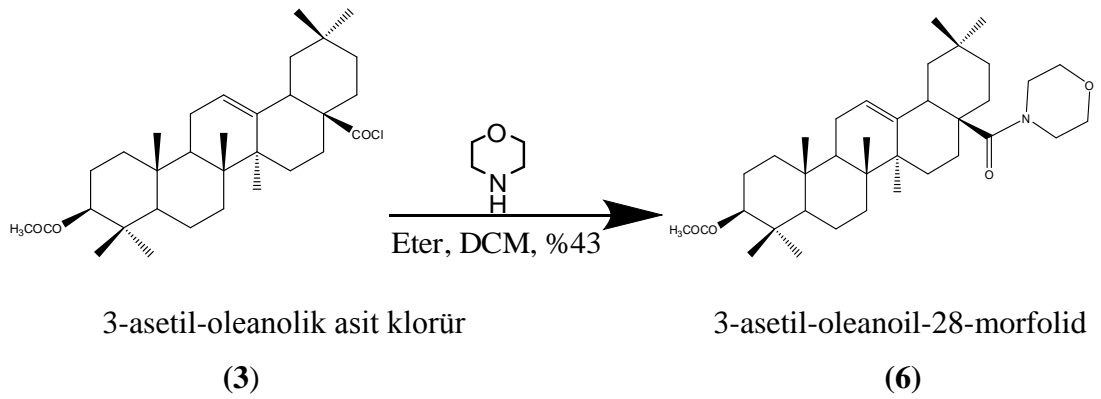 COCl
H₃COCO
O
N
H
Eter, DCM, %43
O
N
O
H₃COCO
3-asetil-oleanolik asit klorür
3-asetil-oleanoil-28-morfolid
(3)
(6)